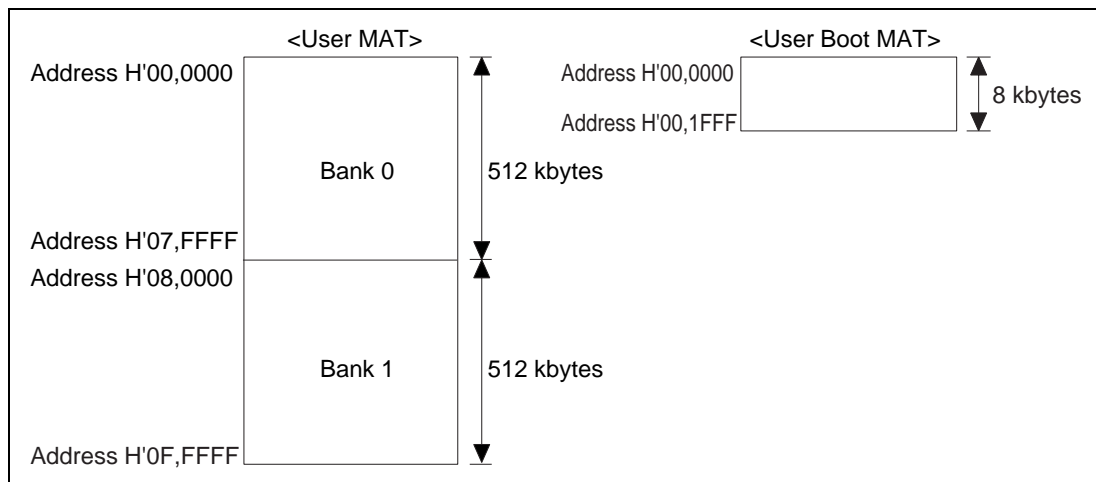 <User MAT>
Address H'00,0000
Bank 0
512 kbytes
Address H'07,FFFF
Address H'08,0000
Bank 1
512 kbytes
Address H'0F,FFFF
<User Boot MAT>
Address H'00,0000
8 kbytes
Address H'00,1FFF